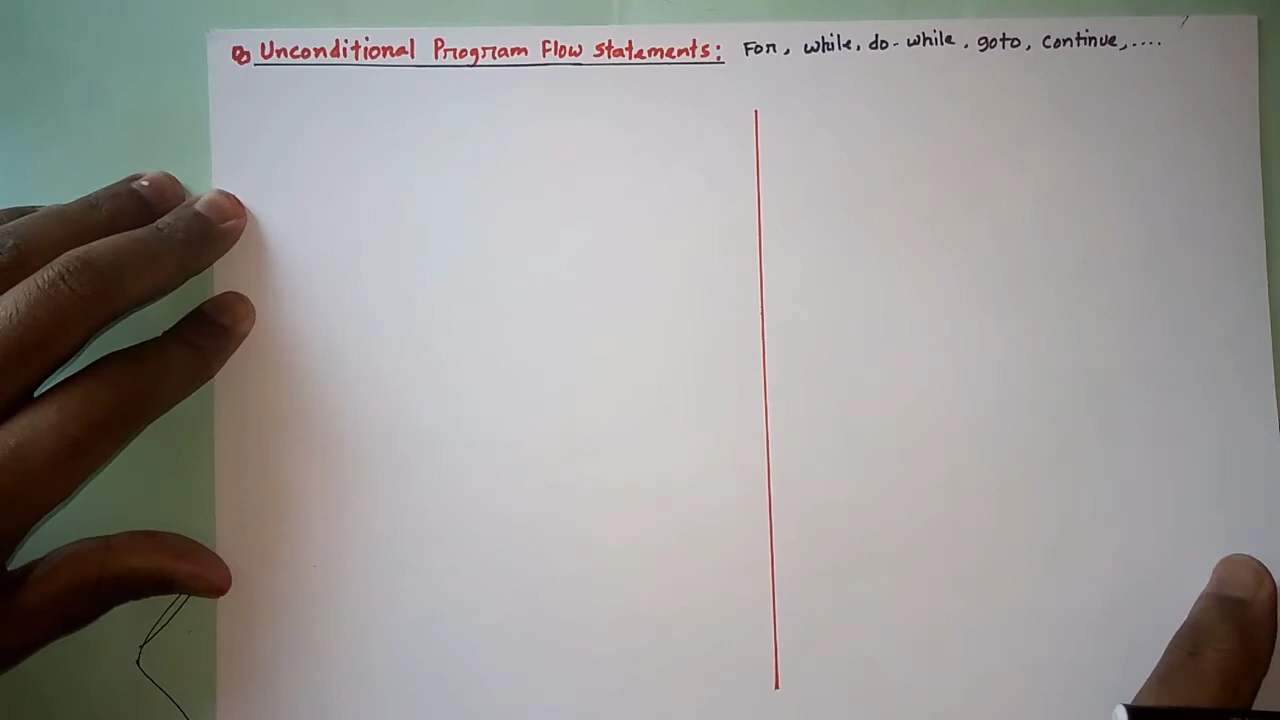 Unconditional Program Flow Statements: For, while, do-while, goto, continue,....